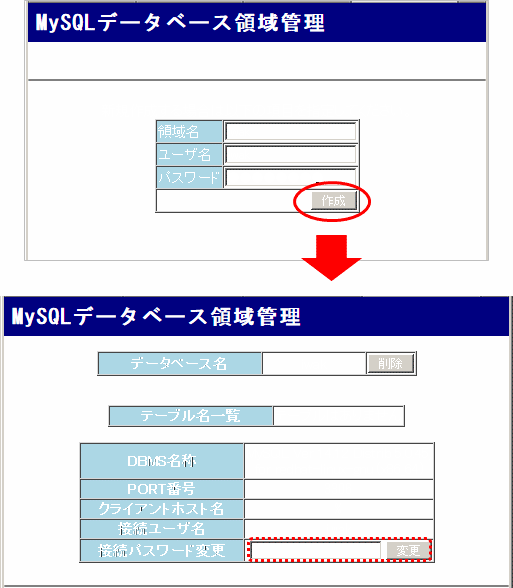 MySQLデータベース領域管理
領域名
ユーザ名
パスワード
作成
MySQLデータベース領域管理
データベース名 削除
テーブル名一覧
DBMS名称
PORT番号
クライアントホスト名
接続ユーザ名
接続パスワード変更 変更